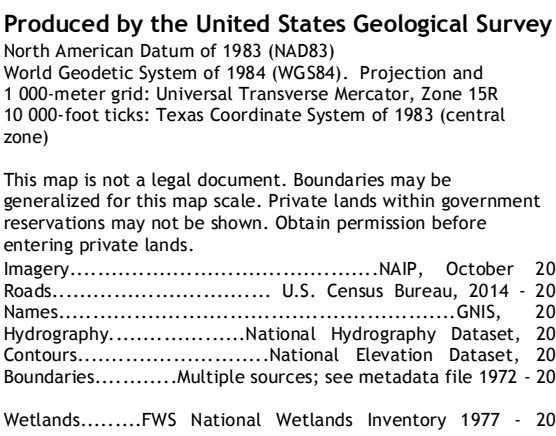 Produced by the United States Geological Survey
North American Datum of 1983 (NAD83)
World Geodetic System of 1984 (WGS84). Projection and
1 000-meter grid: Universal Transverse Mercator, Zone 15R
10 000-foot ticks: Texas Coordinate System of 1983 (central
zone)
This map is not a legal document. Boundaries may be
generalized for this map scale. Private lands within government
reservations may not be shown. Obtain permission before
entering private lands.
Imagery.........................................NAIP, October 20
Roads............................. U.S. Census Bureau, 2014 - 20
Names....................................................GNIS, 20
Hydrography....................National Hydrography Dataset, 20
Contours.........................National Elevation Dataset, 20
Boundaries............Multiple sources; see metadata file 1972 - 20
Wetlands.........FWS National Wetlands Inventory 1977 - 20